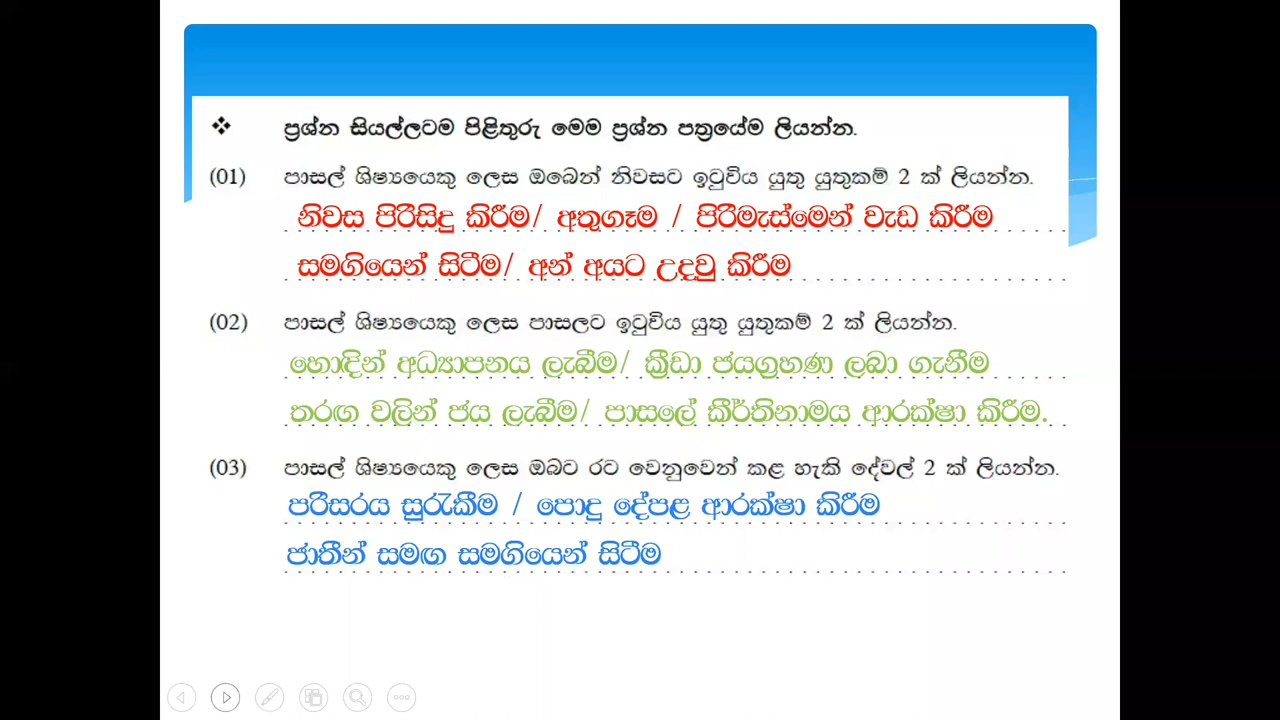 ❖ ප්‍රශ්න සියල්ලටම පිළිතුරු මෙම ප්‍රශ්න පත්‍රයේම ලියන්න.
(01) පාසල් ශිෂ්‍යයෙකු ලෙස ඔබෙන් නිවසට ඉටුවිය යුතු යුතුකම් 2 ක් ලියන්න.
නිවස පිරිසිදු කිරීම/ අතුගෑම / පිරිමැස්මෙන් වැඩ කිරීම
සමගියෙන් සිටීම/ අන් අයට උදවු කිරීම
(02) පාසල් ශිෂ්‍යයෙකු ලෙස පාසලට ඉටුවිය යුතු යුතුකම් 2 ක් ලියන්න.
හොඳින් අධ්‍යාපනය ලැබීම/ ක්‍රීඩා ජයග්‍රහණ ලබා ගැනීම
තරඟ වලින් ජය ලැබීම/ පාසලේ කීර්තිනාමය ආරක්ෂා කිරීම.
(03) පාසල් ශිෂ්‍යයෙකු ලෙස ඔබට රට වෙනුවෙන් කළ හැකි දේවල් 2 ක් ලියන්න.
පරිසරය සුරැකීම / පොදු දේපළ ආරක්ෂා කිරීම
ජාතීන් සමඟ සමගියෙන් සිටීම